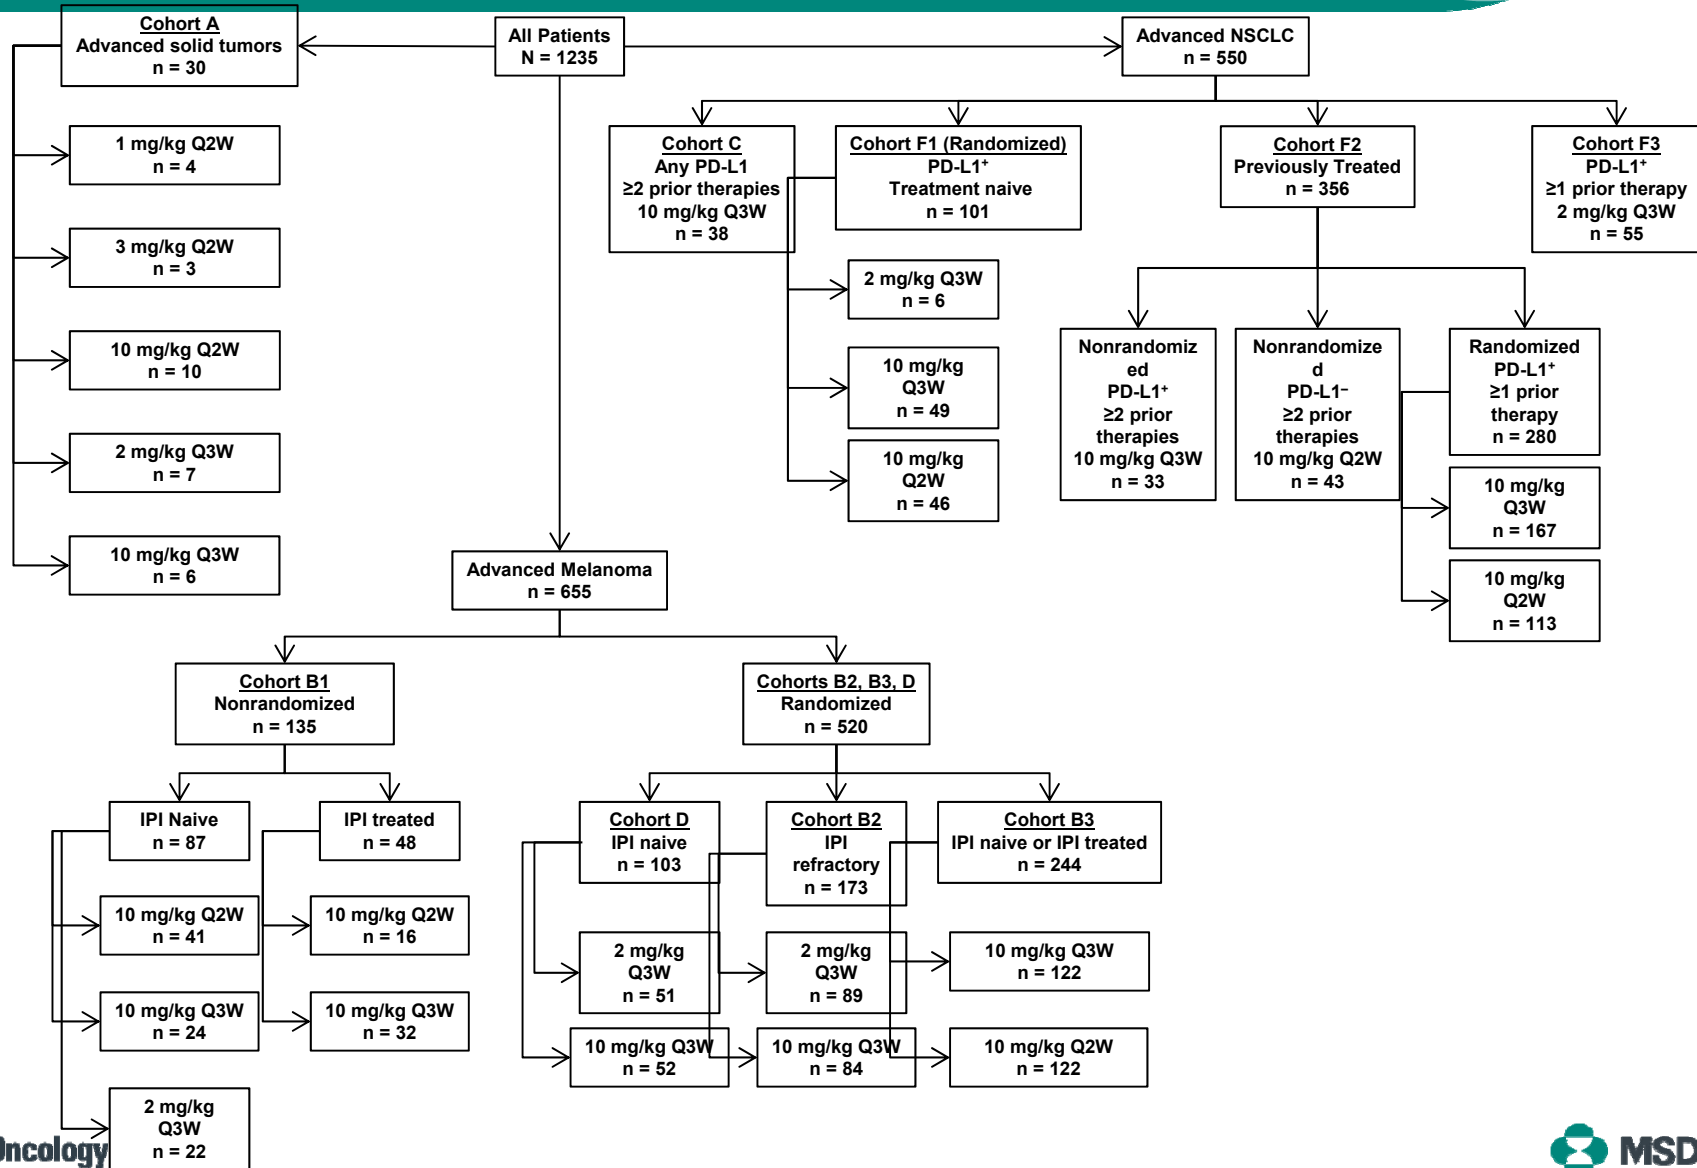 Cohort A
Advanced solid tumors
n = 30
All Patients
N = 1235
Advanced NSCLC
n = 550
1 mg/kg Q2W
n = 4
3 mg/kg Q2W
n = 3
10 mg/kg Q2W
n = 10
2 mg/kg Q3W
n = 7
10 mg/kg Q3W
n = 6
Cohort C
Any PD-L1
≥2 prior therapies
10 mg/kg Q3W
n = 38
Cohort F1 (Randomized)
PD-L1⁺
Treatment naive
n = 101
2 mg/kg Q3W
n = 6
10 mg/kg
Q3W
n = 49
10 mg/kg
Q2W
n = 46
Cohort F2
Previously Treated
n = 356
Cohort F3
PD-L1⁺
≥1 prior therapy
2 mg/kg Q3W
n = 55
Nonrandomiz
ed
PD-L1⁺
≥2 prior
therapies
10 mg/kg Q3W
n = 33
Nonrandomize
d
PD-L1⁻
≥2 prior
therapies
10 mg/kg Q2W
n = 43
Randomized
PD-L1⁺
≥1 prior
therapy
n = 280
10 mg/kg
Q3W
n = 167
10 mg/kg
Q2W
n = 113
Advanced Melanoma
n = 655
Cohort B1
Nonrandomized
n = 135
Cohorts B2, B3, D
Randomized
n = 520
IPI Naive
n = 87
IPI treated
n = 48
10 mg/kg Q2W
n = 41
10 mg/kg Q2W
n = 16
10 mg/kg Q3W
n = 24
10 mg/kg Q3W
n = 32
2 mg/kg
Q3W
n = 22
Cohort D
IPI naive
n = 103
Cohort B2
IPI
refractory
n = 173
Cohort B3
IPI naive or IPI treated
n = 244
2 mg/kg
Q3W
n = 51
2 mg/kg
Q3W
n = 89
10 mg/kg Q3W
n = 122
10 mg/kg Q3W
n = 52
10 mg/kg Q3W
n = 84
10 mg/kg Q2W
n = 122
Oncology
MSD